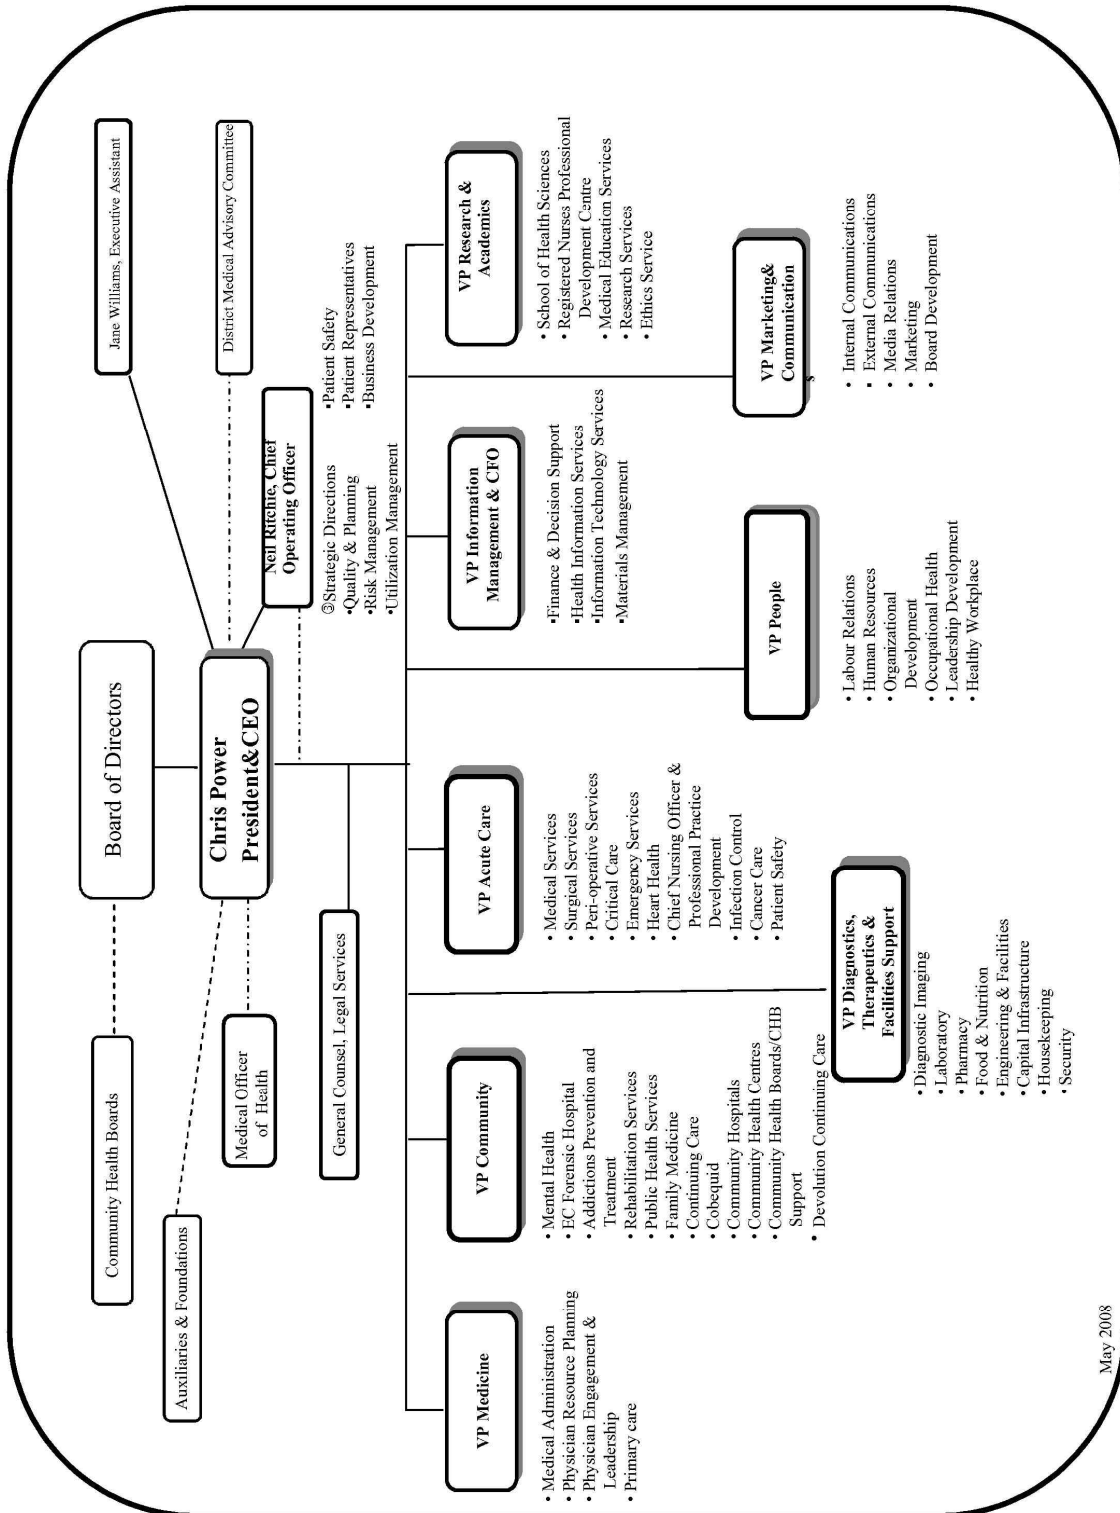 Board of Directors
Community Health Boards
Jane Williams, Executive Assistant
Auxiliaries & Foundations
Chris Power
President&CEO
District Medical Advisory Committee
Medical Officer
of Health
Neil Ritchie, Chief
Operating Officer
General Counsel, Legal Services
③Strategic Directions
▪Quality & Planning
▪Risk Management
▪Utilization Management
▪Patient Safety
▪Patient Representatives
▪Business Development
VP Medicine
• Medical Administration
• Physician Resource Planning
• Physician Engagement &
Leadership
• Primary care
VP Community
• Mental Health
• EC Forensic Hospital
• Addictions Prevention and
Treatment
• Rehabilitation Services
• Public Health Services
• Family Medicine
• Continuing Care
• Cobequid
• Community Hospitals
• Community Health Centres
• Community Health Boards/CHB
Support
• Devolution Continuing Care
VP Acute Care
• Medical Services
• Surgical Services
• Peri-operative Services
• Critical Care
• Emergency Services
• Heart Health
• Chief Nursing Officer &
Professional Practice
Development
• Infection Control
• Cancer Care
• Patient Safety
VP Information
Management & CFO
▪Finance & Decision Support
▪Health Information Services
▪Information Technology Services
▪Materials Management
VP Research &
Academics
• School of Health Sciences
• Registered Nurses Professional
Development Centre
• Medical Education Services
• Research Services
• Ethics Service
VP Diagnostics,
Therapeutics &
Facilities Support
• Diagnostic Imaging
• Laboratory
• Pharmacy
• Food & Nutrition
• Engineering & Facilities
• Capital Infrastructure
• Housekeeping
• Security
VP People
• Labour Relations
• Human Resources
• Organizational
Development
• Occupational Health
• Leadership Development
• Healthy Workplace
VP Marketing&
Communication
s
• Internal Communications
• External Communications
• Media Relations
• Marketing
• Board Development
May 2008